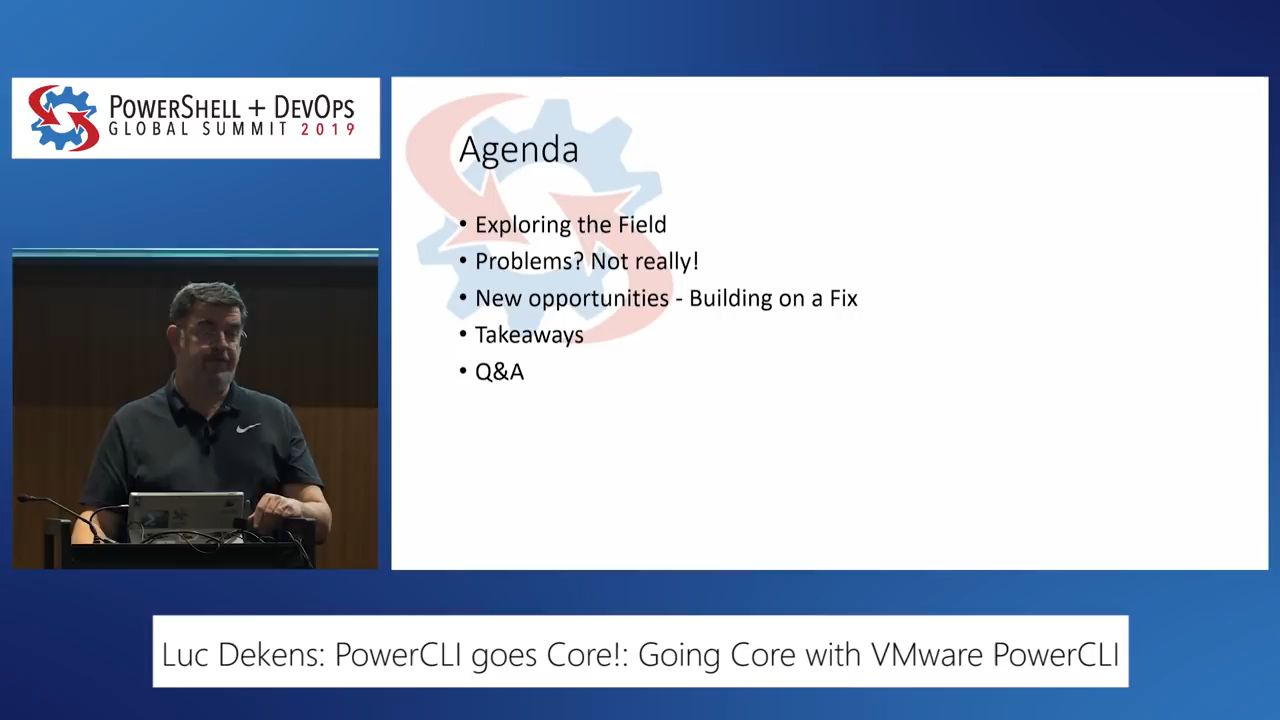 POWERSHELL + DEVOPS
GLOBAL SUMMIT 2019
Agenda
• Exploring the Field
• Problems? Not really!
• New opportunities - Building on a Fix
• Takeaways
• Q&A
Luc Dekens: PowerCLI goes Core!: Going Core with VMware PowerCLI